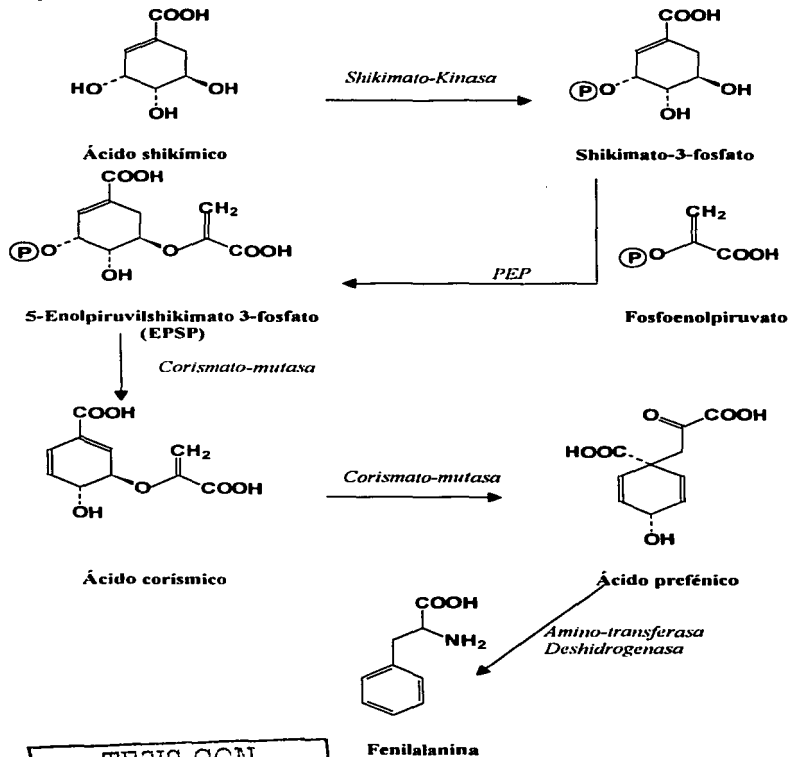 COOH
HO
OH
OH
Ácido shikímico
Shikimato-Kinasa
COOH
P O
OH
OH
Shikimato-3-fosfato
COOH
CH2
P O
O
COOH
OH
5-Enolpiruvilshikimato 3-fosfato
(EPSP)
PEP
CH2
P O
COOH
Fosfoenolpiruvato
Corismato-mutasa
COOH
CH2
O
COOH
OH
Ácido corísmico
Corismato-mutasa
O
COOH
HOOC
OH
Ácido prefénico
Amino-transferasa
Deshidrogenasa
COOH
NH2
Fenilalanina
TESIS CON